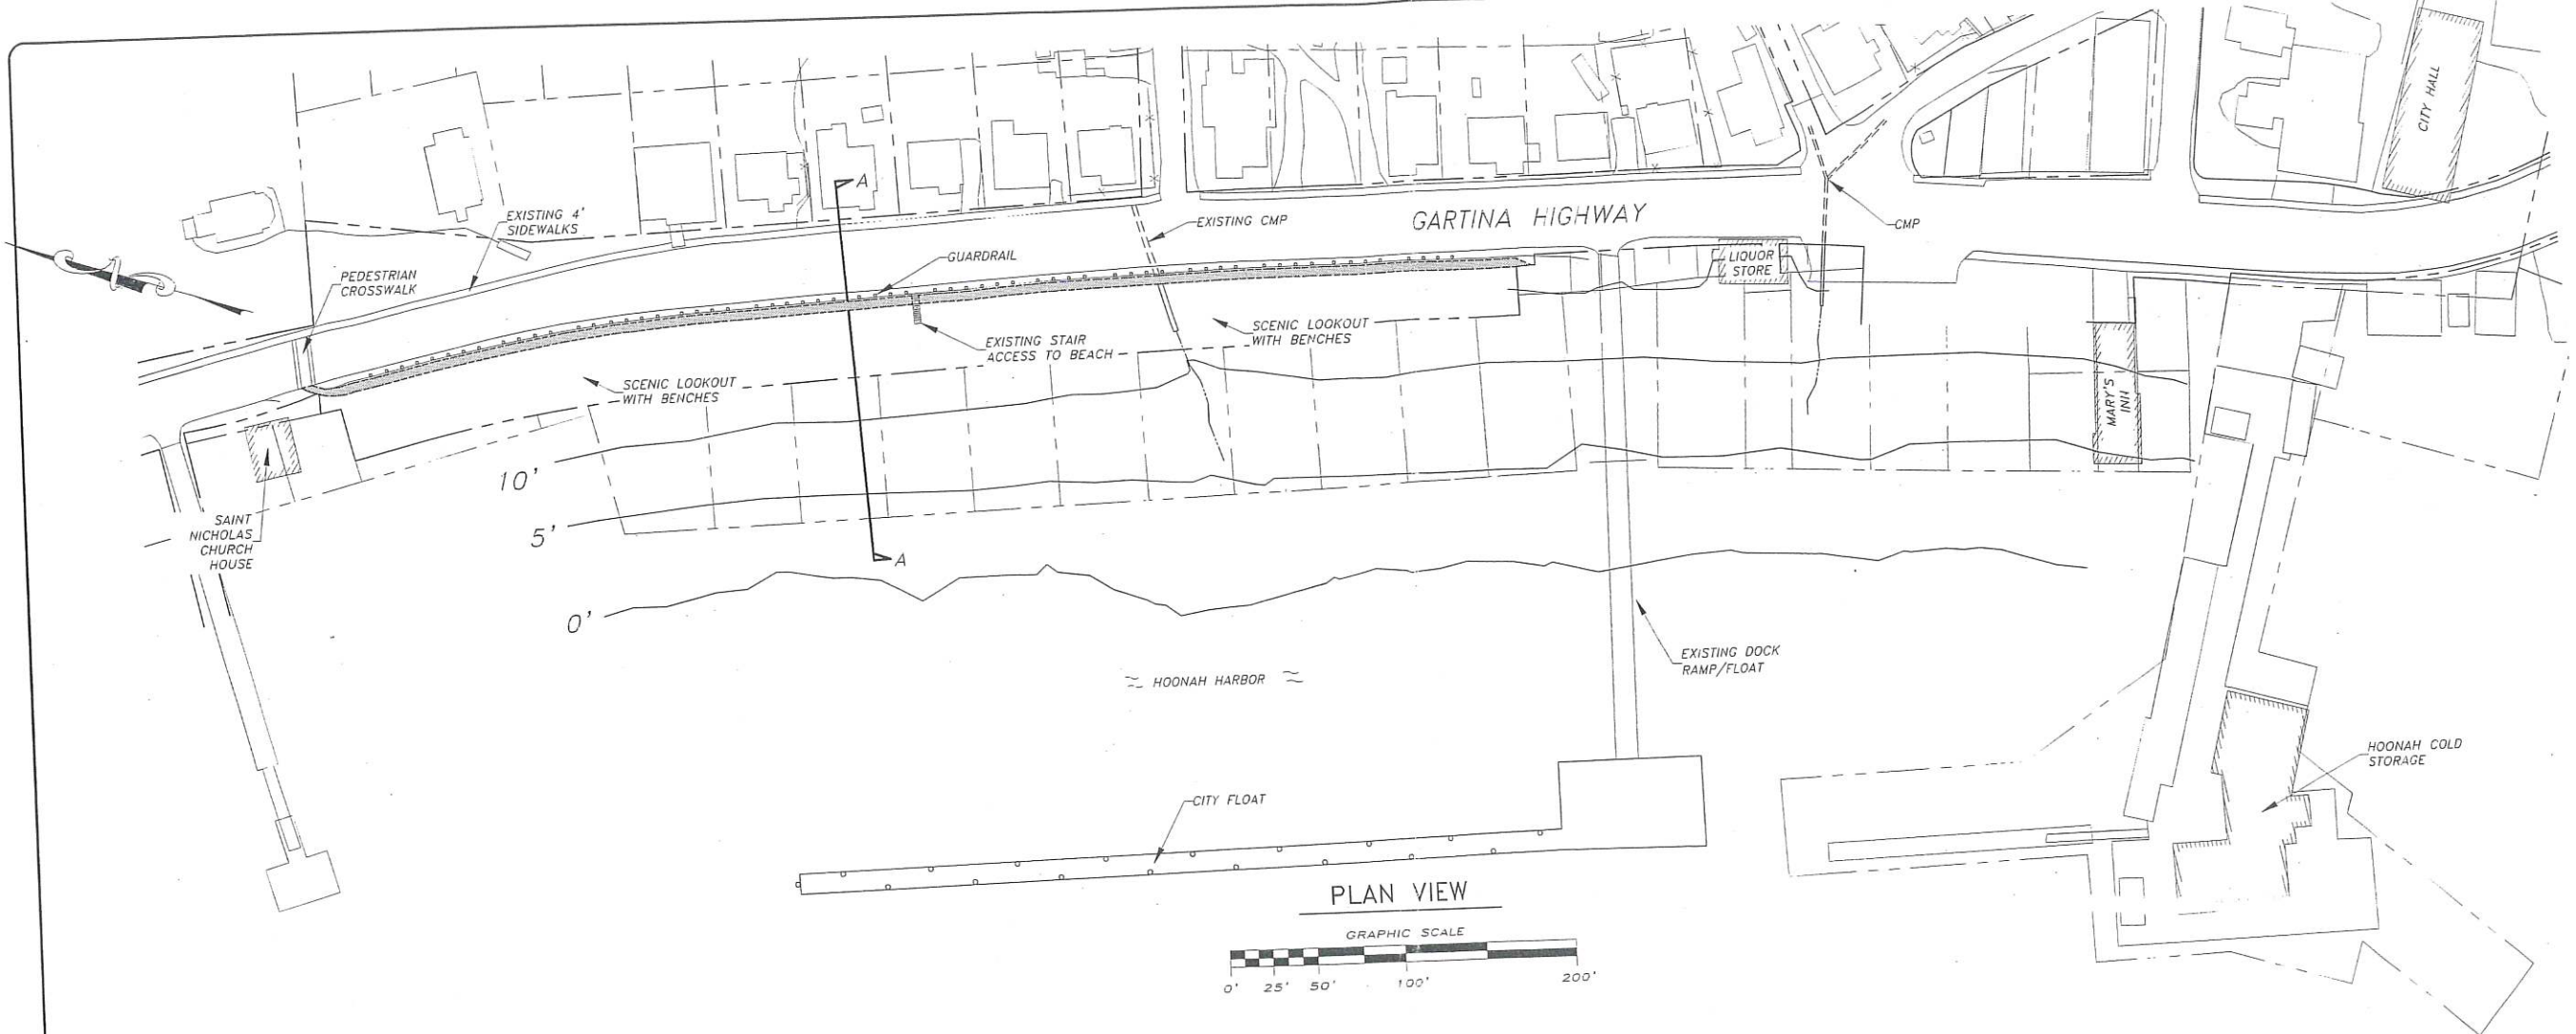 CITY HALL
A
EXISTING 4'
SIDEWALKS
EXISTING CMP
GARTINA HIGHWAY
CMP
GUARDRAIL
LIQUOR
STORE
PEDESTRIAN
CROSSWALK
SCENIC LOOKOUT
WITH BENCHES
EXISTING STAIR
ACCESS TO BEACH
SCENIC LOOKOUT
WITH BENCHES
MARY'S
INN
10'
SAINT
NICHOLAS
CHURCH
HOUSE
5'
A
0'
EXISTING DOCK
RAMP/FLOAT
HOONAH HARBOR
HOONAH COLD
STORAGE
CITY FLOAT
PLAN VIEW
GRAPHIC SCALE
0' 25' 50' 100' 200'